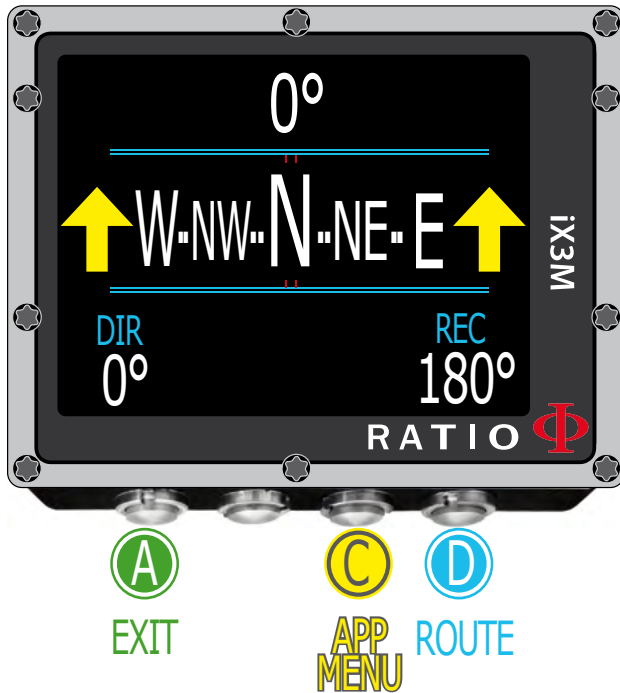 0°
W··NW··N··NE··E
DIR REC
0° 180°
iX3M
RATIO Φ
A C D
EXIT APP MENU ROUTE